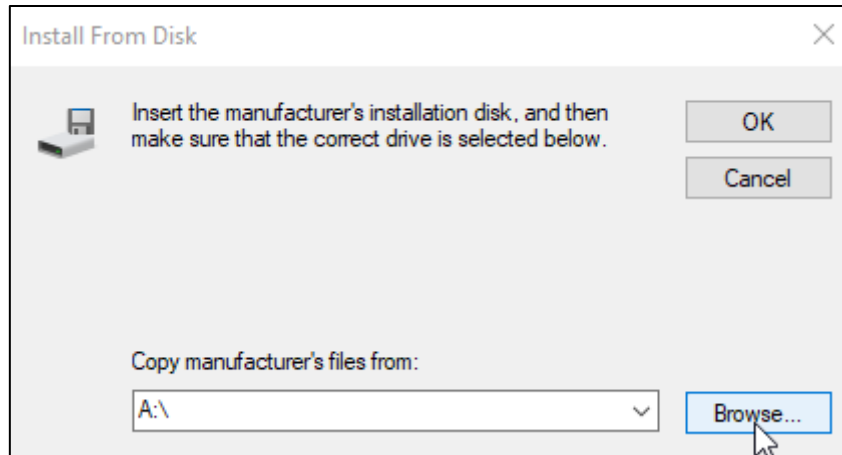 Install From Disk
Insert the manufacturer's installation disk, and then
make sure that the correct drive is selected below.
OK
Cancel
Copy manufacturer's files from:
A:\
Browse...